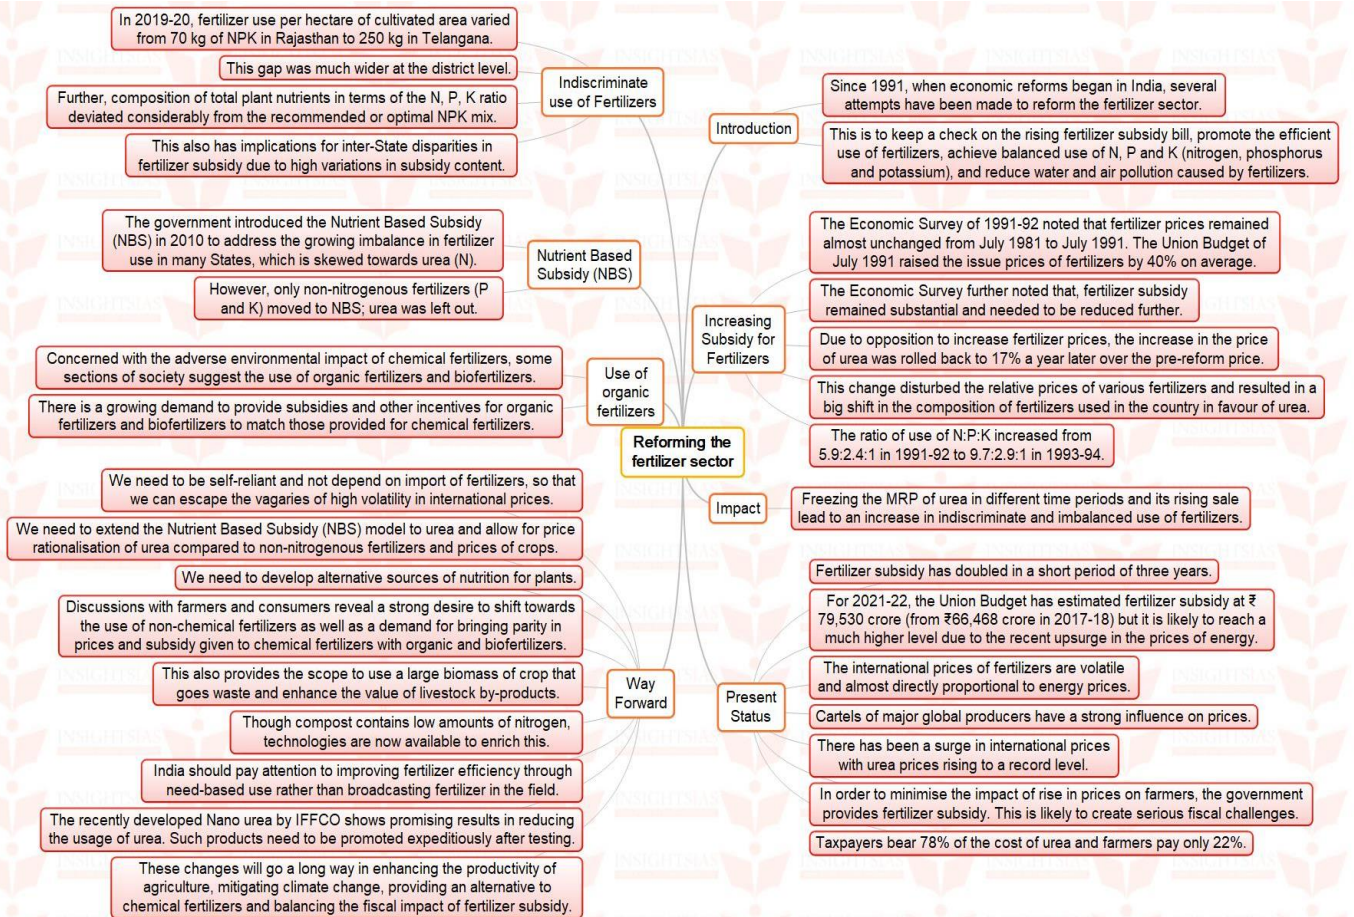 Reforming the
fertilizer sector
Introduction
Since 1991, when economic reforms began in India, several
attempts have been made to reform the fertilizer sector.
This is to keep a check on the rising fertilizer subsidy bill, promote the efficient
use of fertilizers, achieve balanced use of N, P and K (nitrogen, phosphorus
and potassium), and reduce water and air pollution caused by fertilizers.
Increasing
Subsidy for
Fertilizers
The Economic Survey of 1991-92 noted that fertilizer prices remained
almost unchanged from July 1981 to July 1991. The Union Budget of
July 1991 raised the issue prices of fertilizers by 40% on average.
The Economic Survey further noted that, fertilizer subsidy
remained substantial and needed to be reduced further.
Due to opposition to increase fertilizer prices, the increase in the price
of urea was rolled back to 17% a year later over the pre-reform price.
This change disturbed the relative prices of various fertilizers and resulted in a
big shift in the composition of fertilizers used in the country in favour of urea.
The ratio of use of N:P:K increased from
5.9:2.4:1 in 1991-92 to 9.7:2.9:1 in 1993-94.
Impact
Freezing the MRP of urea in different time periods and its rising sale
lead to an increase in indiscriminate and imbalanced use of fertilizers.
Present
Status
Fertilizer subsidy has doubled in a short period of three years.
For 2021-22, the Union Budget has estimated fertilizer subsidy at ₹
79,530 crore (from ₹66,468 crore in 2017-18) but it is likely to reach a
much higher level due to the recent upsurge in the prices of energy.
The international prices of fertilizers are volatile
and almost directly proportional to energy prices.
Cartels of major global producers have a strong influence on prices.
There has been a surge in international prices
with urea prices rising to a record level.
In order to minimise the impact of rise in prices on farmers, the government
provides fertilizer subsidy. This is likely to create serious fiscal challenges.
Taxpayers bear 78% of the cost of urea and farmers pay only 22%.
Indiscriminate
use of Fertilizers
In 2019-20, fertilizer use per hectare of cultivated area varied
from 70 kg of NPK in Rajasthan to 250 kg in Telangana.
This gap was much wider at the district level.
Further, composition of total plant nutrients in terms of the N, P, K ratio
deviated considerably from the recommended or optimal NPK mix.
This also has implications for inter-State disparities in
fertilizer subsidy due to high variations in subsidy content.
Nutrient Based
Subsidy (NBS)
The government introduced the Nutrient Based Subsidy
(NBS) in 2010 to address the growing imbalance in fertilizer
use in many States, which is skewed towards urea (N).
However, only non-nitrogenous fertilizers (P
and K) moved to NBS; urea was left out.
Use of
organic
fertilizers
Concerned with the adverse environmental impact of chemical fertilizers, some
sections of society suggest the use of organic fertilizers and biofertilizers.
There is a growing demand to provide subsidies and other incentives for organic
fertilizers and biofertilizers to match those provided for chemical fertilizers.
Way
Forward
We need to be self-reliant and not depend on import of fertilizers, so that
we can escape the vagaries of high volatility in international prices.
We need to extend the Nutrient Based Subsidy (NBS) model to urea and allow for price
rationalisation of urea compared to non-nitrogenous fertilizers and prices of crops.
We need to develop alternative sources of nutrition for plants.
Discussions with farmers and consumers reveal a strong desire to shift towards
the use of non-chemical fertilizers as well as a demand for bringing parity in
prices and subsidy given to chemical fertilizers with organic and biofertilizers.
This also provides the scope to use a large biomass of crop that
goes waste and enhance the value of livestock by-products.
Though compost contains low amounts of nitrogen,
technologies are now available to enrich this.
India should pay attention to improving fertilizer efficiency through
need-based use rather than broadcasting fertilizer in the field.
The recently developed Nano urea by IFFCO shows promising results in reducing
the usage of urea. Such products need to be promoted expeditiously after testing.
These changes will go a long way in enhancing the productivity of
agriculture, mitigating climate change, providing an alternative to
chemical fertilizers and balancing the fiscal impact of fertilizer subsidy.
INSIGHTSIAS